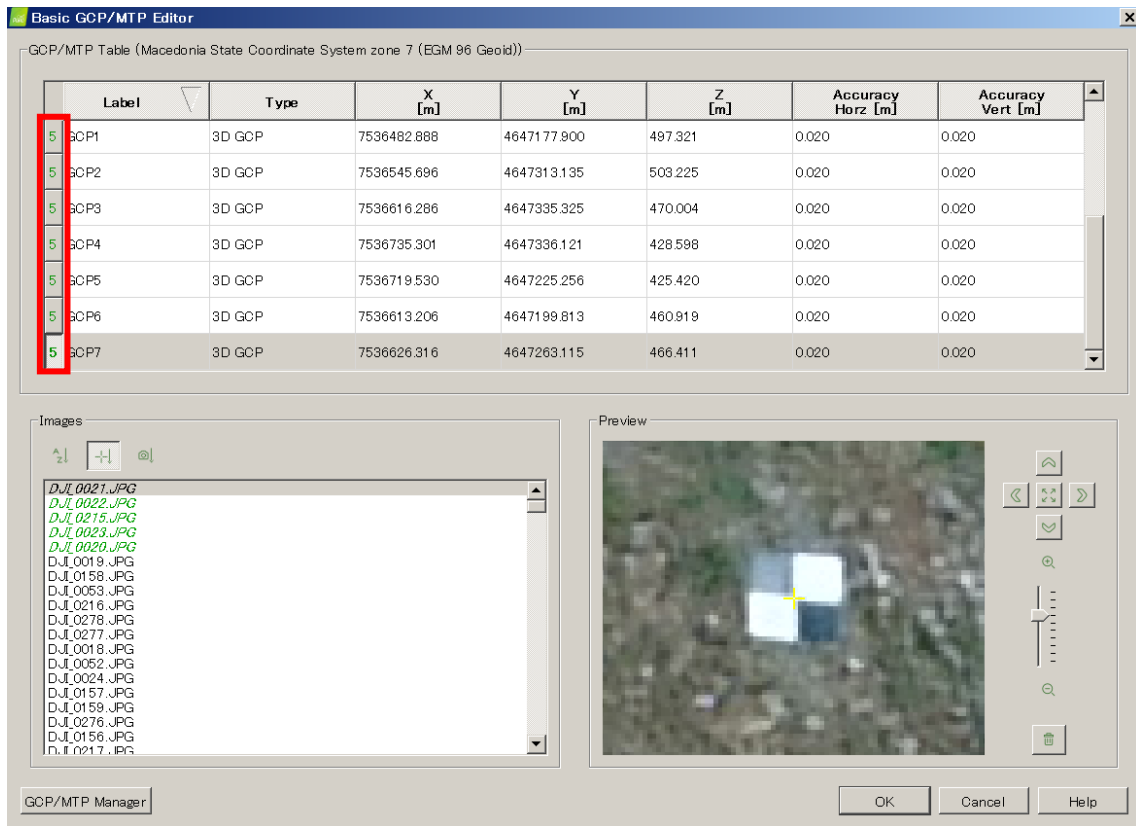 Basic GCP/MTP Editor
GCP/MTP Table (Macedonia State Coordinate System zone 7 (EGM 96 Geoid))
Label Type X [m] Y [m] Z [m] Accuracy Horz [m] Accuracy Vert [m]
5 GCP1 3D GCP 7536482.888 4647177.900 497.321 0.020 0.020
5 GCP2 3D GCP 7536545.696 4647313.135 503.225 0.020 0.020
5 GCP3 3D GCP 7536616.286 4647335.325 470.004 0.020 0.020
5 GCP4 3D GCP 7536735.301 4647336.121 428.598 0.020 0.020
5 GCP5 3D GCP 7536719.530 4647225.256 425.420 0.020 0.020
5 GCP6 3D GCP 7536613.206 4647199.813 460.919 0.020 0.020
5 GCP7 3D GCP 7536626.316 4647263.115 466.411 0.020 0.020
Images
DJI_0021.JPG
DJI_0022.JPG
DJI_0215.JPG
DJI_0023.JPG
DJI_0020.JPG
DJI_0019.JPG
DJI_0158.JPG
DJI_0053.JPG
DJI_0216.JPG
DJI_0278.JPG
DJI_0277.JPG
DJI_0018.JPG
DJI_0052.JPG
DJI_0024.JPG
DJI_0157.JPG
DJI_0159.JPG
DJI_0276.JPG
DJI_0156.JPG
DJI_0217.JPG
Preview
GCP/MTP Manager
OK Cancel Help